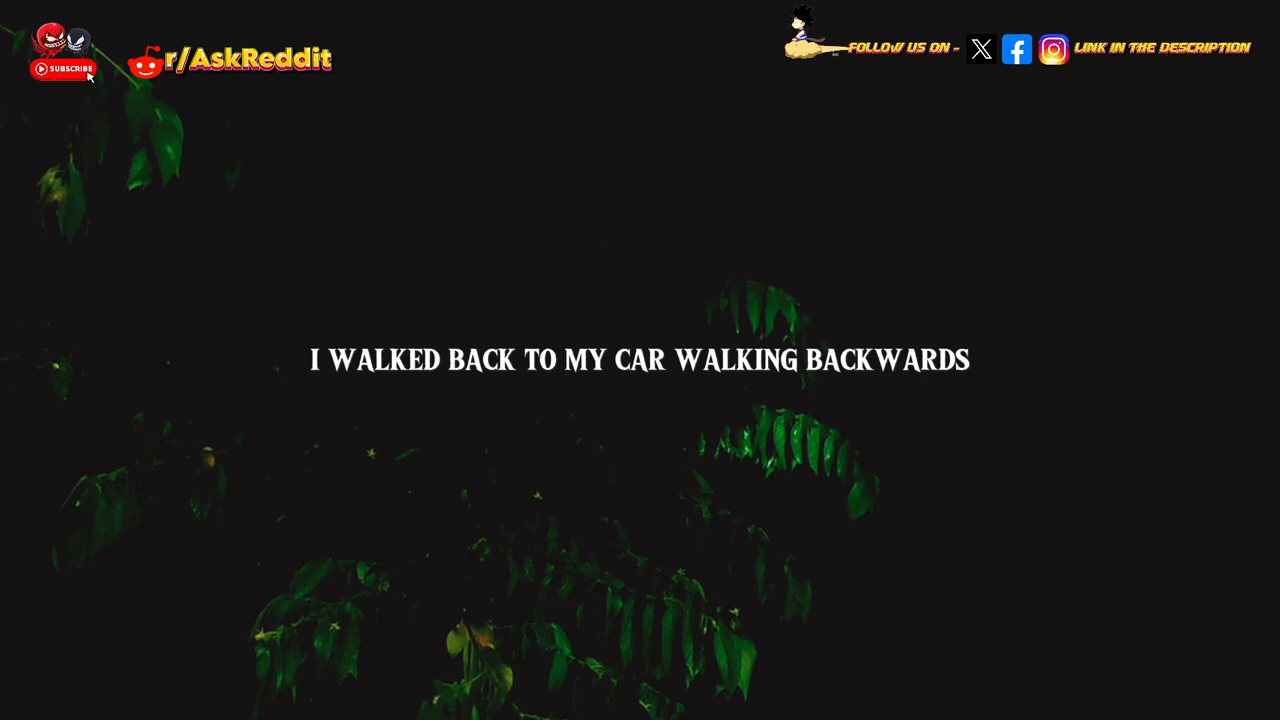 SUBSCRIBE
r/AskReddit
FOLLOW US ON -
LINK IN THE DESCRIPTION
I WALKED BACK TO MY CAR WALKING BACKWARDS